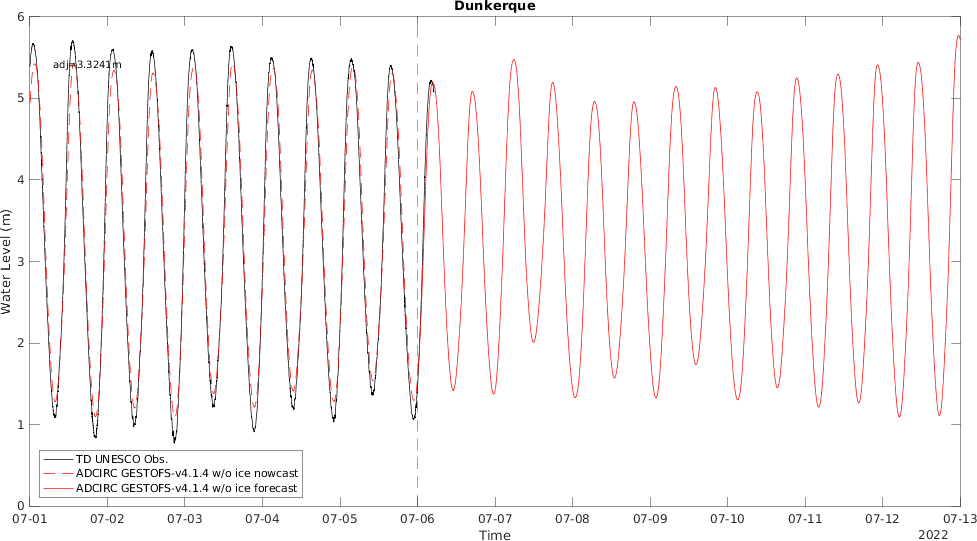 Dunkerque
6
5
4
3
2
1
0
Water Level (m)
adj=3.3241m
TD UNESCO Obs.
ADCIRC GESTOFS-v4.1.4 w/o ice nowcast
ADCIRC GESTOFS-v4.1.4 w/o ice forecast
07-01 07-02 07-03 07-04 07-05 07-06 07-07 07-08 07-09 07-10 07-11 07-12 07-13
Time
2022